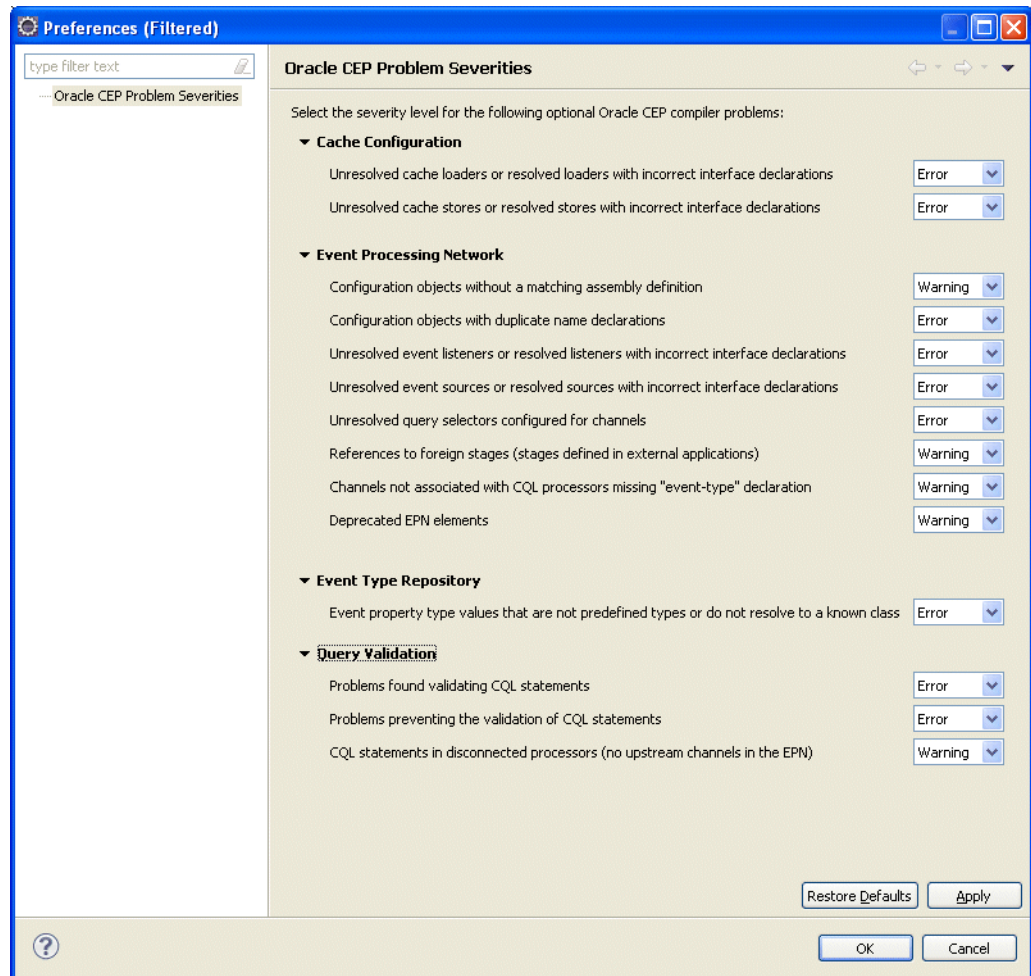 Preferences (Filtered)
type filter text
Oracle CEP Problem Severities
Oracle CEP Problem Severities
Select the severity level for the following optional Oracle CEP compiler problems:
Cache Configuration
Unresolved cache loaders or resolved loaders with incorrect interface declarations Error
Unresolved cache stores or resolved stores with incorrect interface declarations Error
Event Processing Network
Configuration objects without a matching assembly definition Warning
Configuration objects with duplicate name declarations Error
Unresolved event listeners or resolved listeners with incorrect interface declarations Error
Unresolved event sources or resolved sources with incorrect interface declarations Error
Unresolved query selectors configured for channels Error
References to foreign stages (stages defined in external applications) Warning
Channels not associated with CQL processors missing "event-type" declaration Warning
Deprecated EPN elements Warning
Event Type Repository
Event property type values that are not predefined types or do not resolve to a known class Error
Query Validation
Problems found validating CQL statements Error
Problems preventing the validation of CQL statements Error
CQL statements in disconnected processors (no upstream channels in the EPN) Warning
Restore Defaults Apply
? OK Cancel